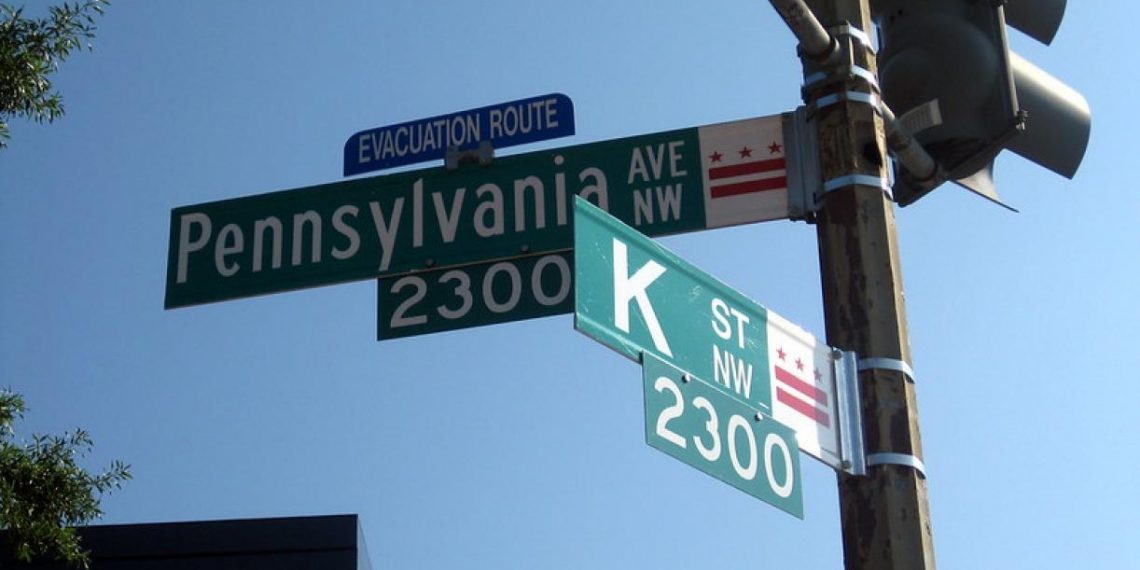 EVACUATION ROUTE
Pennsylvania AVE NW
2300
K ST NW
2300